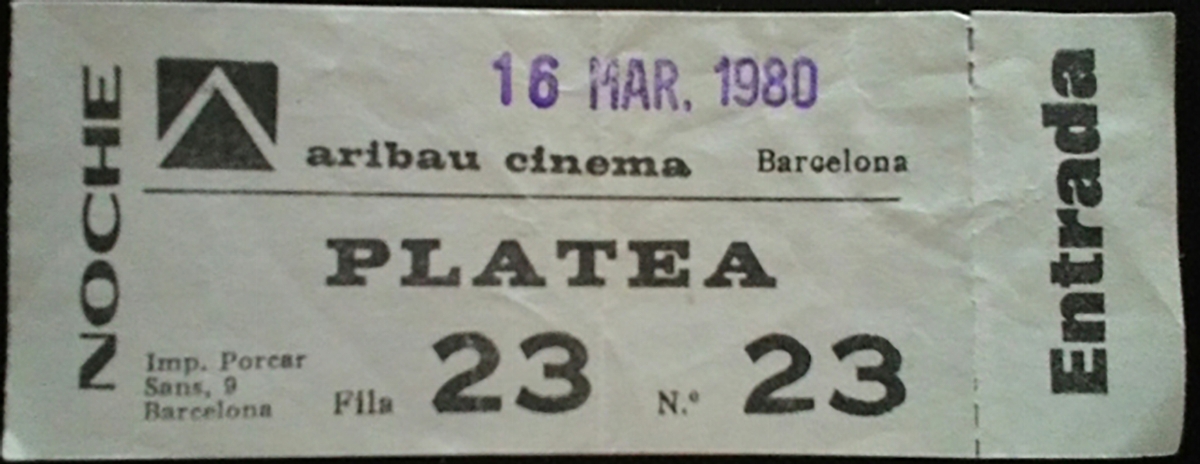 NOCHE
16 MAR. 1980
aribau cinema Barcelona
PLATEA
Imp. Porcar
Sans, 9
Barcelona
Fila 23 N.º 23
Entrada